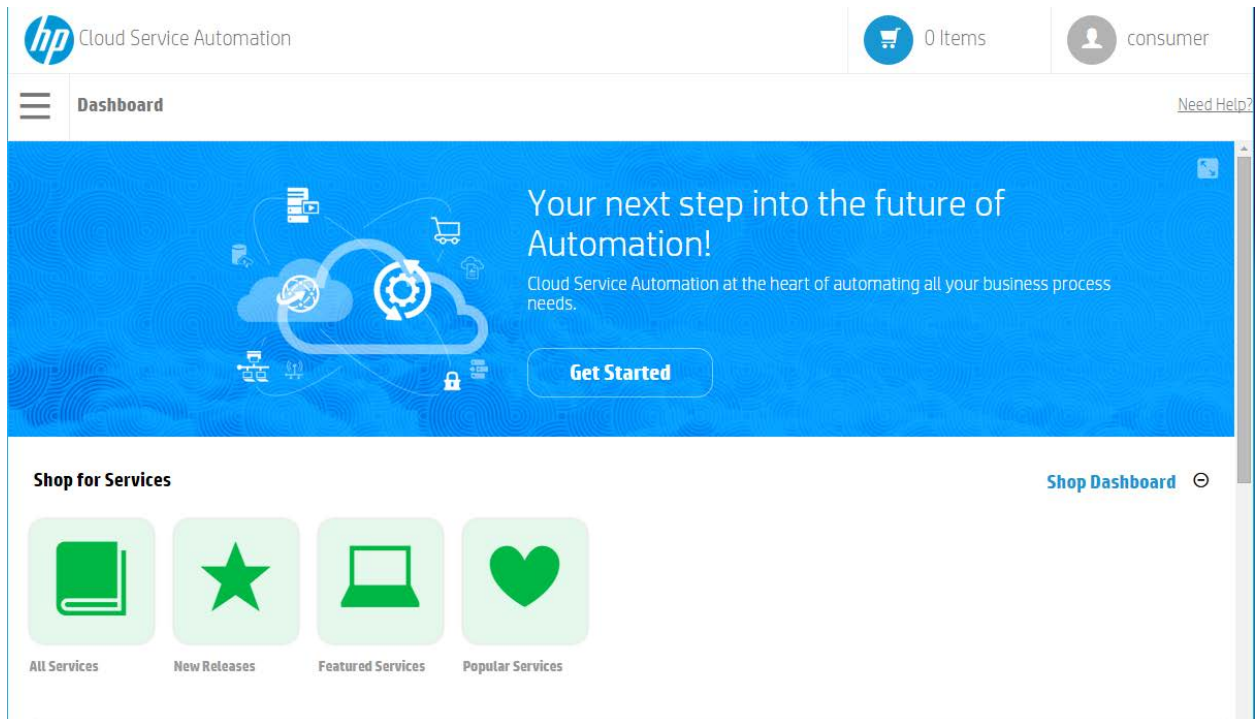 hp Cloud Service Automation
0 Items
consumer
Dashboard
Need Help?
Your next step into the future of
Automation!
Cloud Service Automation at the heart of automating all your business process
needs.
Get Started
Shop for Services
Shop Dashboard
All Services
New Releases
Featured Services
Popular Services